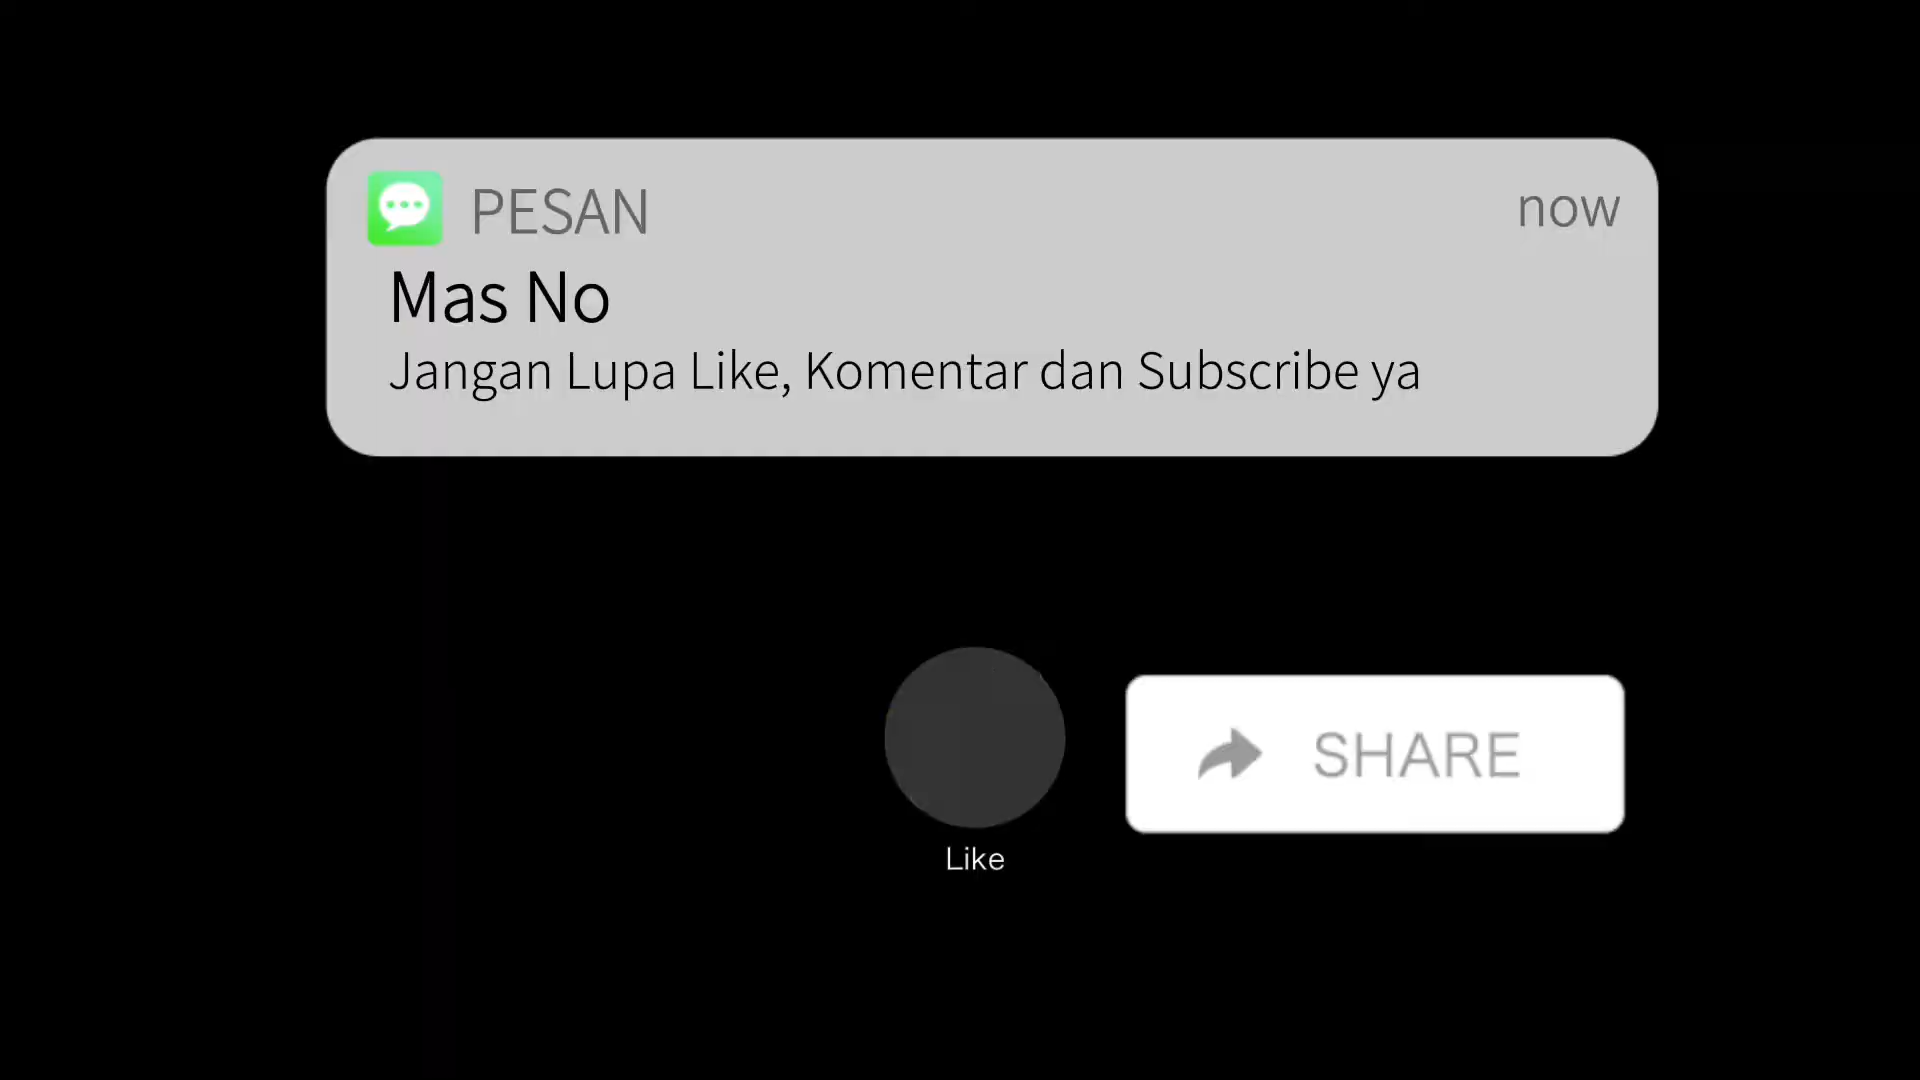 PESAN now
Mas No
Jangan Lupa Like, Komentar dan Subscribe ya
SHARE
Like